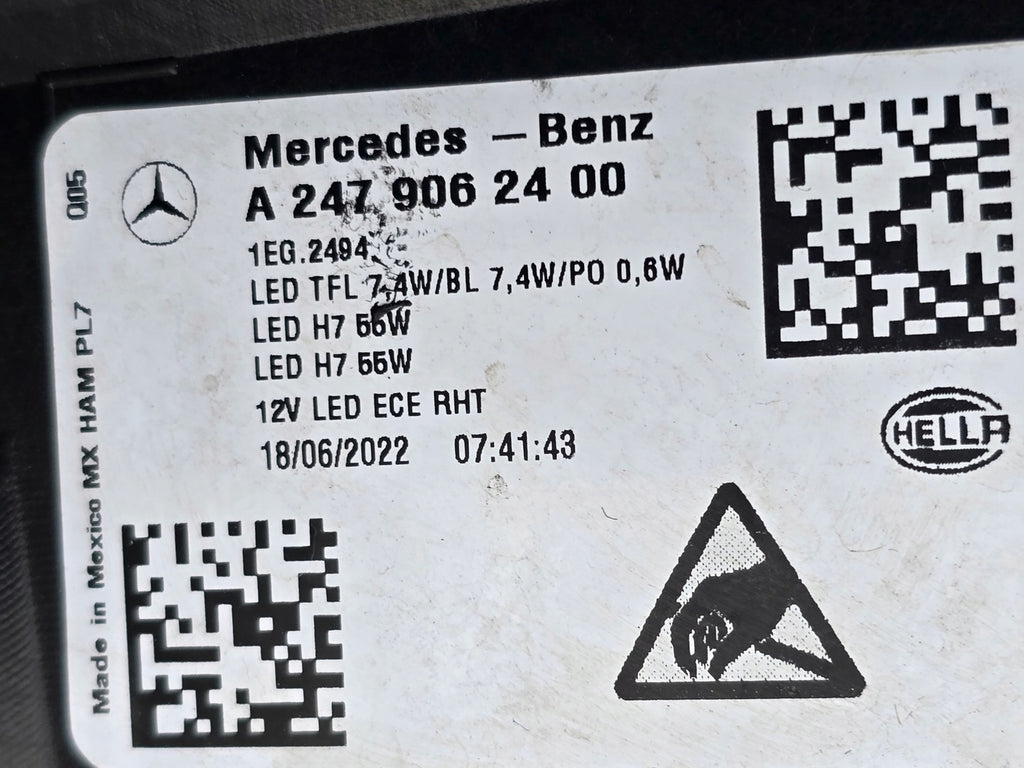 Mercedes – Benz
A 247 906 24 00
1EG.2494
LED TFL 7,4W/BL 7,4W/PO 0,6W
LED H7 55W
LED H7 55W
12V LED ECE RHT
18/06/2022 07:41:43
HELLA
Made in Mexico MX HAM PL7 Q05